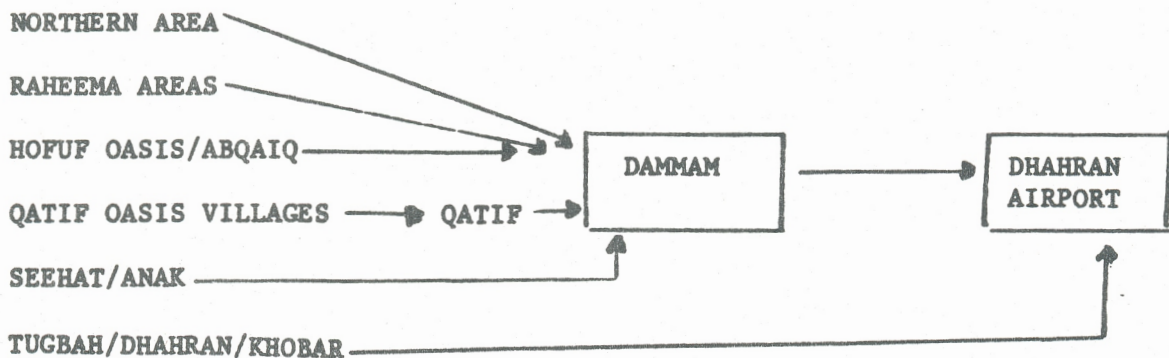 NORTHERN AREA
RAHEEMA AREAS
HOFUF OASIS/ABQAIQ
DAMMAM
DHAHRAN
AIRPORT
QATIF OASIS VILLAGES
QATIF
SEEHAT/ANAK
TUGBAH/DHAHRAN/KHOBAR